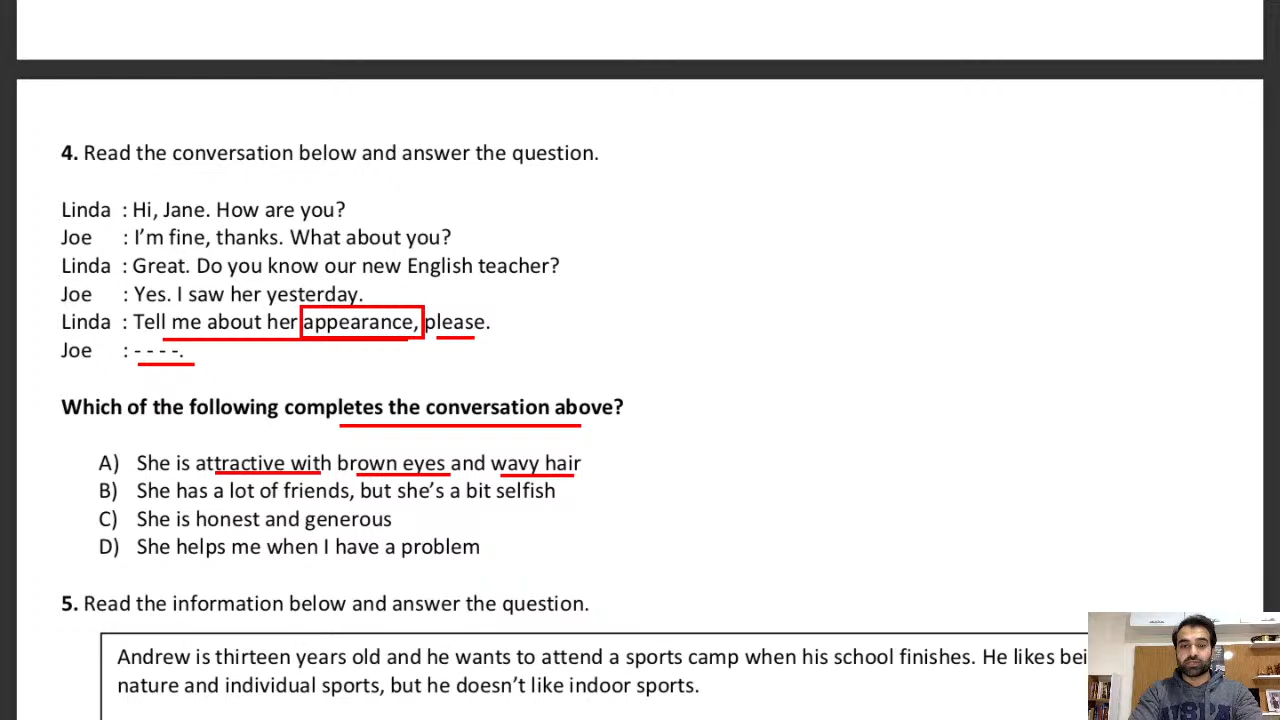 4. Read the conversation below and answer the question.
Linda : Hi, Jane. How are you?
Joe : I'm fine, thanks. What about you?
Linda : Great. Do you know our new English teacher?
Joe : Yes. I saw her yesterday.
Linda : Tell me about her appearance, please.
Joe : - - - -.
Which of the following completes the conversation above?
A) She is attractive with brown eyes and wavy hair
B) She has a lot of friends, but she's a bit selfish
C) She is honest and generous
D) She helps me when I have a problem
5. Read the information below and answer the question.
Andrew is thirteen years old and he wants to attend a sports camp when his school finishes. He likes
nature and individual sports, but he doesn't like indoor sports.